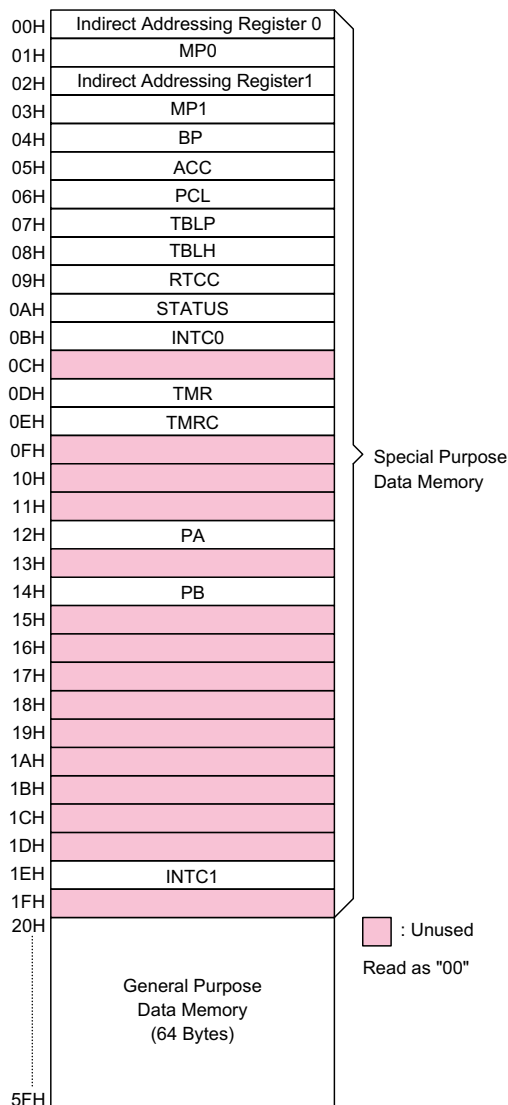 00H Indirect Addressing Register 0
01H MP0
02H Indirect Addressing Register1
03H MP1
04H BP
05H ACC
06H PCL
07H TBLP
08H TBLH
09H RTCC
0AH STATUS
0BH INTC0
0CH
0DH TMR
0EH TMRC
0FH
10H
11H
12H PA
13H
14H PB
15H
16H
17H
18H
19H
1AH
1BH
1CH
1DH
1EH INTC1
1FH
20H
Special Purpose
Data Memory
: Unused
Read as "00"
General Purpose
Data Memory
(64 Bytes)
5FH